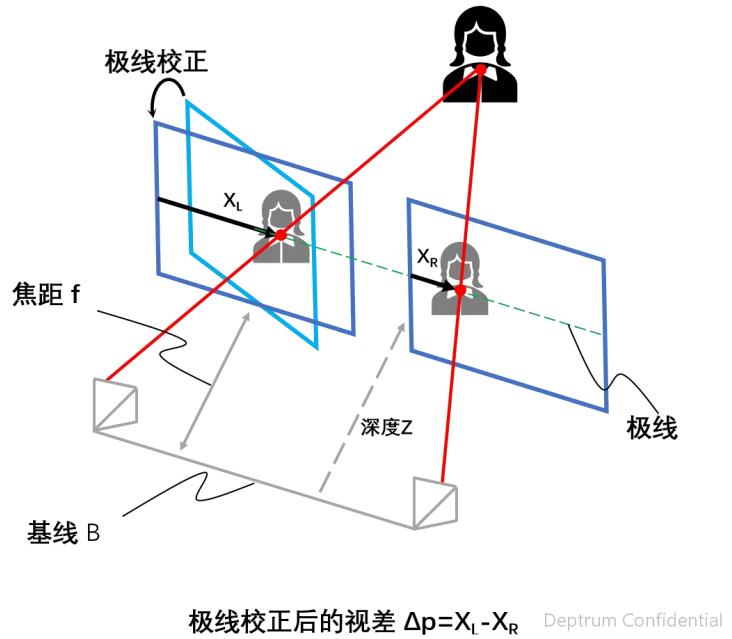 极线校正
X_L
X_R
焦距 f
深度Z
极线
基线 B
极线校正后的视差 Δp=X_L-X_R
Deptrum Confidential